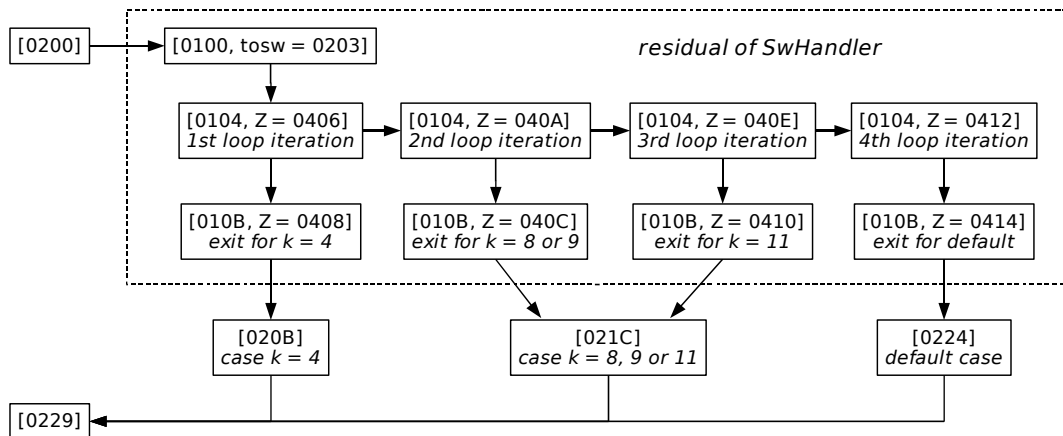 [0200]
[0100, tosw = 0203]
residual of SwHandler
[0104, Z = 0406]
1st loop iteration
[0104, Z = 040A]
2nd loop iteration
[0104, Z = 040E]
3rd loop iteration
[0104, Z = 0412]
4th loop iteration
[010B, Z = 0408]
exit for k = 4
[010B, Z = 040C]
exit for k = 8 or 9
[010B, Z = 0410]
exit for k = 11
[010B, Z = 0414]
exit for default
[020B]
case k = 4
[021C]
case k = 8, 9 or 11
[0224]
default case
[0229]